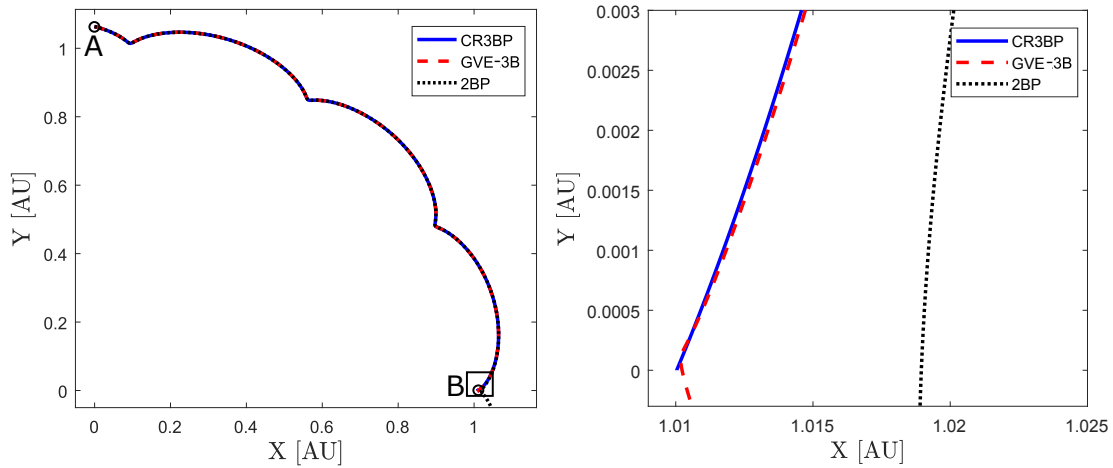 A
B
CR3BP
GVE-3B
2BP
Y [AU]
1
0.8
0.6
0.4
0.2
0
0 0.2 0.4 0.6 0.8 1
X [AU]
CR3BP
GVE-3B
2BP
Y [AU]
0.003
0.0025
0.002
0.0015
0.001
0.0005
0
1.01 1.015 1.02 1.025
X [AU]